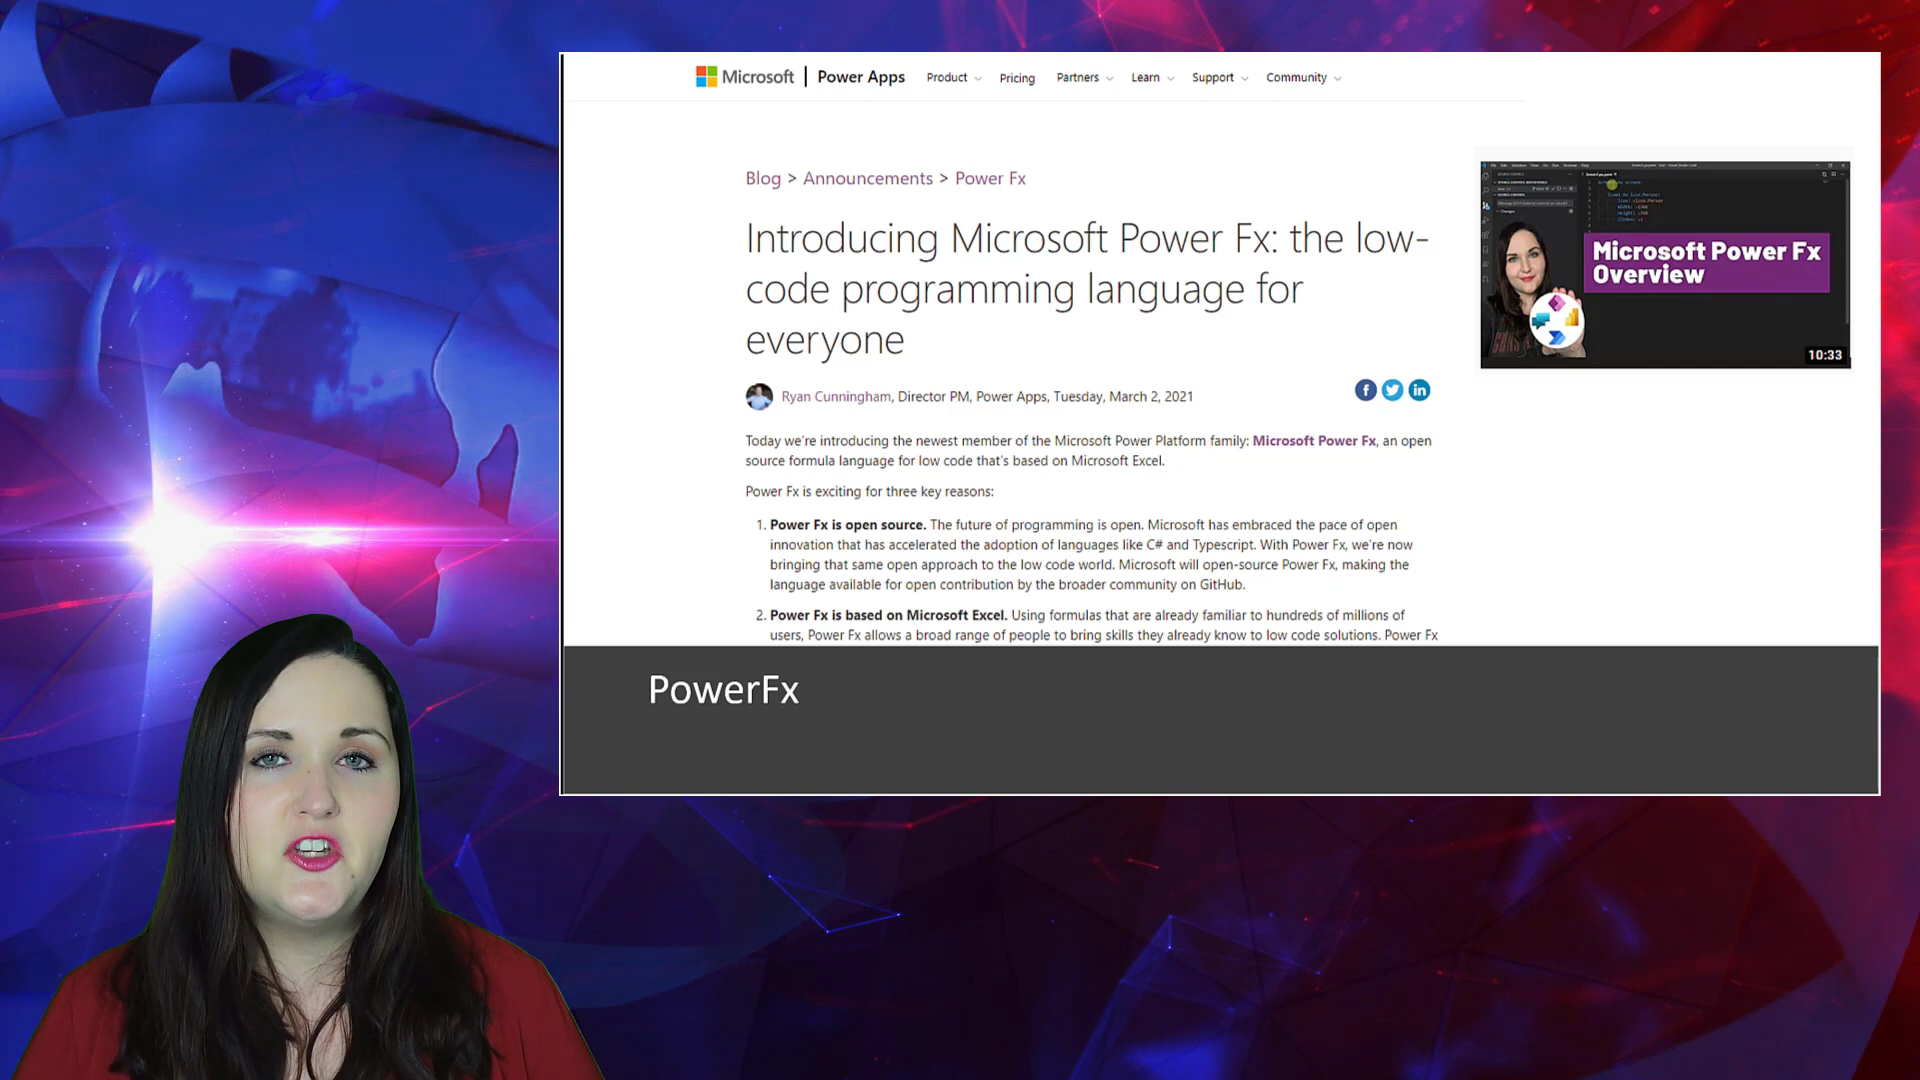 Microsoft | Power Apps Product Pricing Partners Learn Support Community
Blog > Announcements > Power Fx
Introducing Microsoft Power Fx: the low-
code programming language for
everyone
Ryan Cunningham, Director PM, Power Apps, Tuesday, March 2, 2021
Today we're introducing the newest member of the Microsoft Power Platform family: Microsoft Power Fx, an open
source formula language for low code that's based on Microsoft Excel.
Power Fx is exciting for three key reasons:
1. Power Fx is open source. The future of programming is open. Microsoft has embraced the pace of open
innovation that has accelerated the adoption of languages like C# and Typescript. With Power Fx, we're now
bringing that same open approach to the low code world. Microsoft will open-source Power Fx, making the
language available for open contribution by the broader community on GitHub.
2. Power Fx is based on Microsoft Excel. Using formulas that are already familiar to hundreds of millions of
users, Power Fx allows a broad range of people to bring skills they already know to low code solutions. Power Fx
Microsoft Power Fx
Overview
10:33
PowerFx